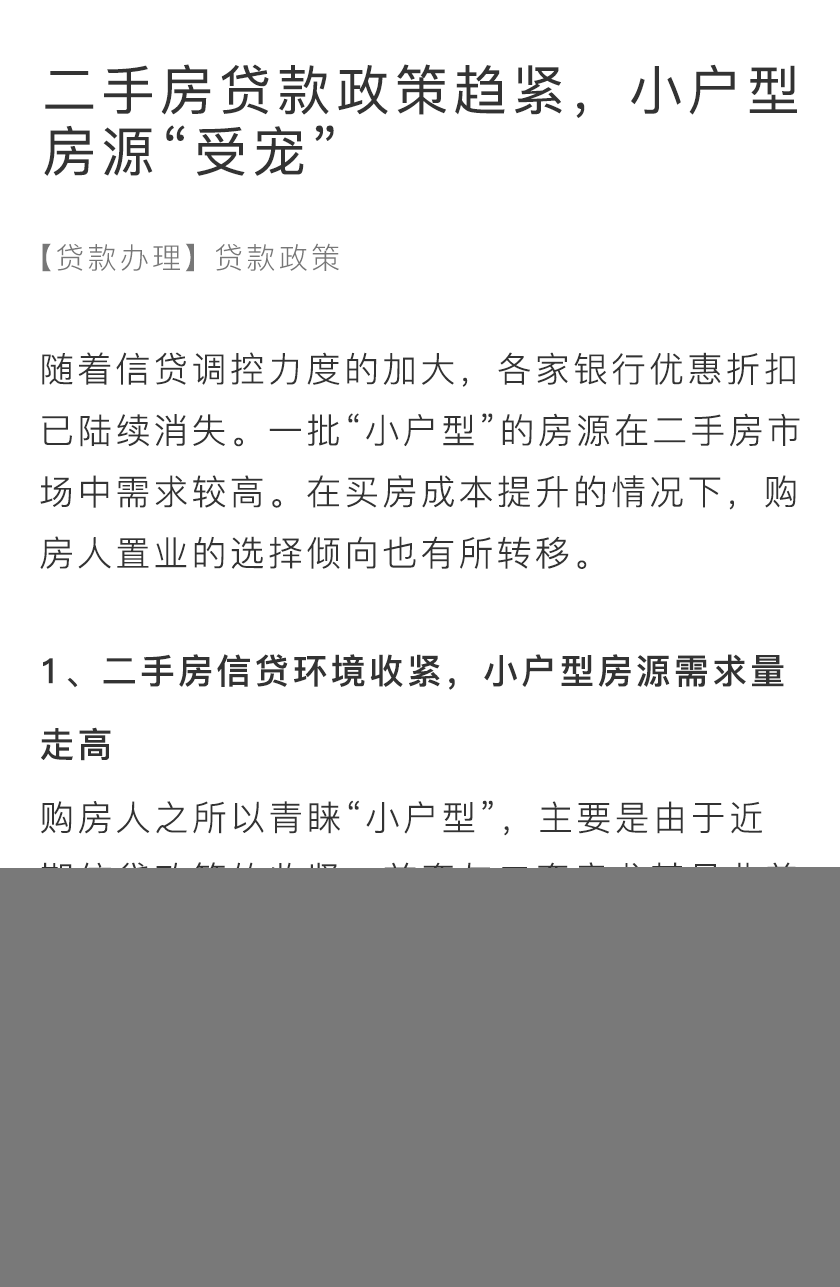 二手房贷款政策趋紧，小户型
房源“受宠”
【贷款办理】贷款政策
随着信贷调控力度的加大，各家银行优惠折扣
已陆续消失。一批“小户型”的房源在二手房市
场中需求较高。在买房成本提升的情况下，购
房人置业的选择倾向也有所转移。
1、二手房信贷环境收紧，小户型房源需求量
走高
购房人之所以青睐“小户型”，主要是由于近